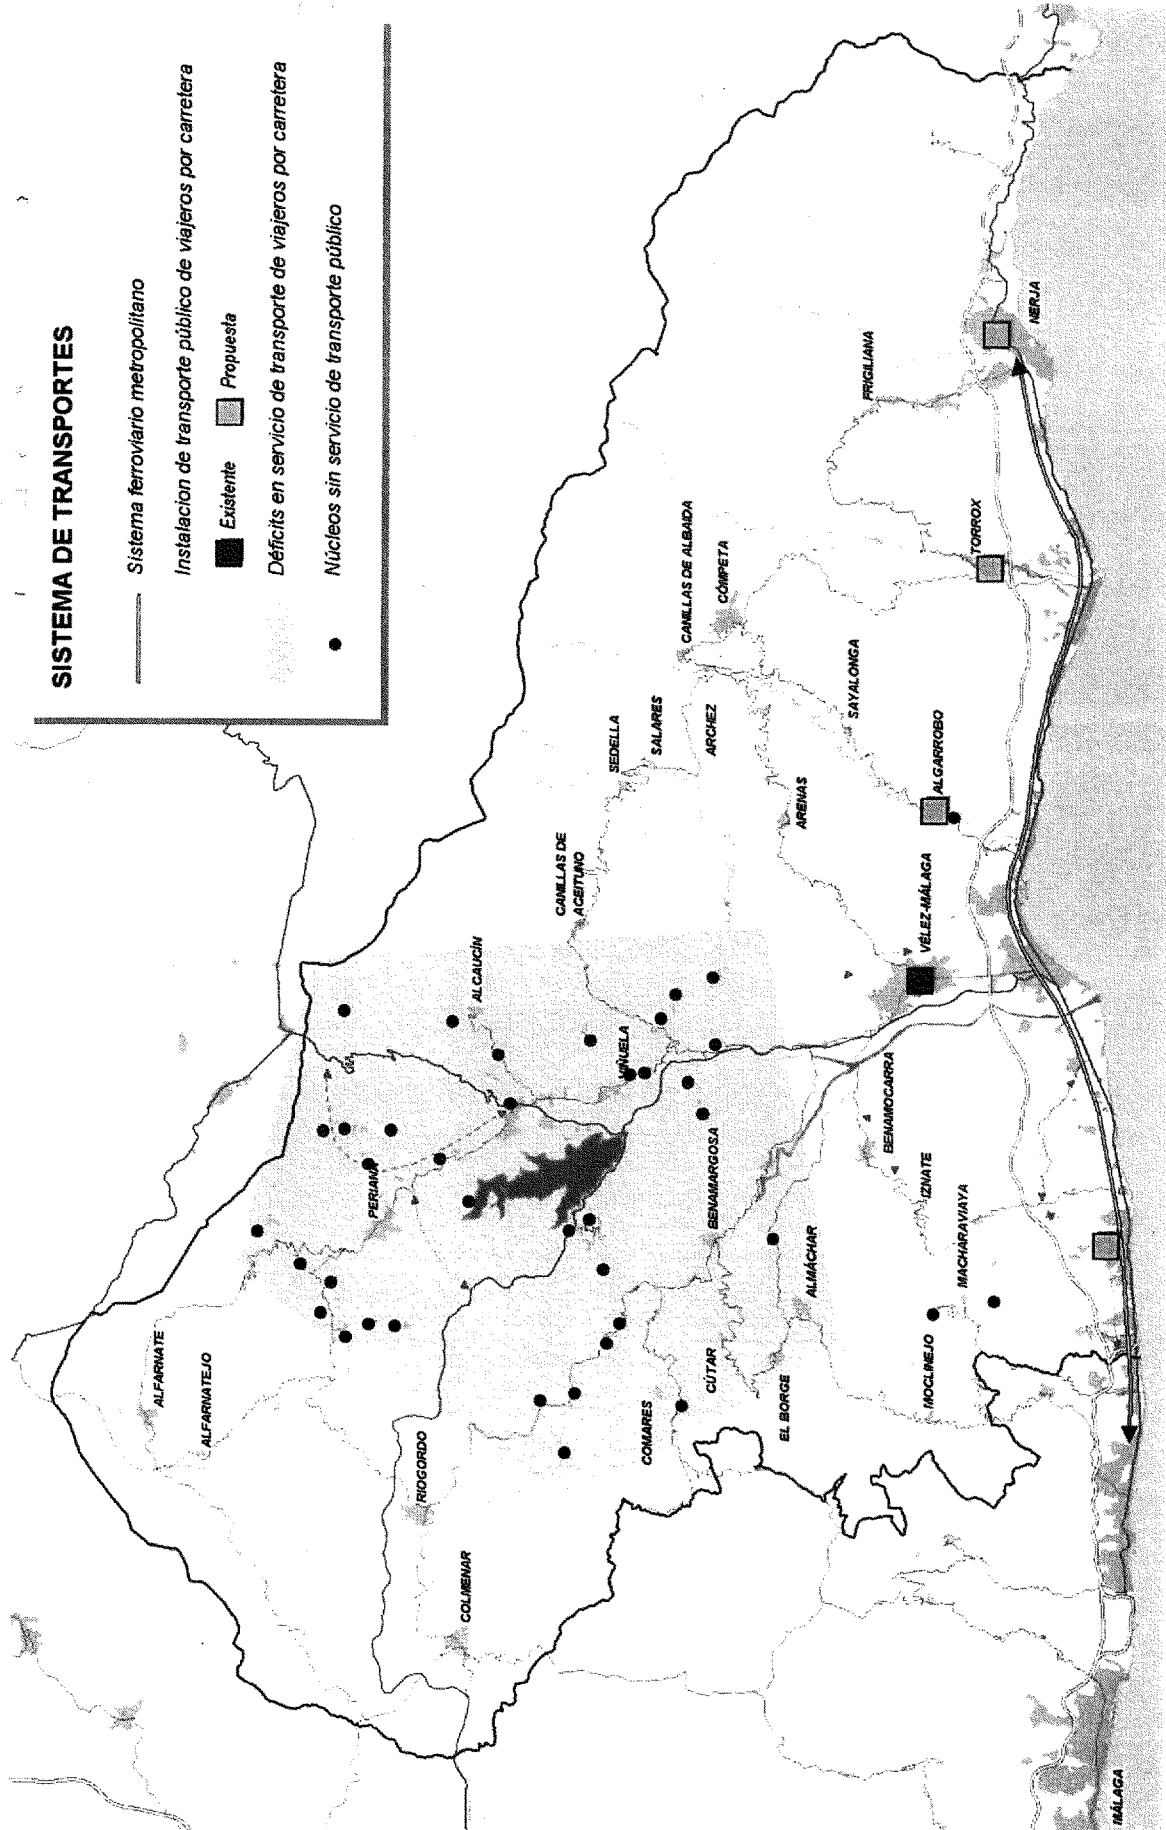 SISTEMA DE TRANSPORTES
Sistema ferroviario metropolitano
Instalacion de transporte público de viajeros por carretera
Existente
Propuesta
Déficits en servicio de transporte de viajeros por carretera
Núcleos sin servicio de transporte público
ALFARNATE
ALFARNATEJO
PERIANA
RIOGORDO
COLMENAR
ALCAUCÍN
CANILLAS DE
ACEITUNO
SEDELLA
SALARES
ARCHEZ
CANILLAS DE ALBAIDA
CÓMPETA
VIÑUELA
COMARES
CÚTAR
BENAMARGOSA
EL BORGE
ALMÁCHAR
ARENAS
SAYALONGA
FRIGILIANA
BENAMOCARRA
IZNATE
MACHARAVIAYA
MOCLINEJO
VÉLEZ-MÁLAGA
ALGARROBO
TORROX
NERJA
MÁLAGA